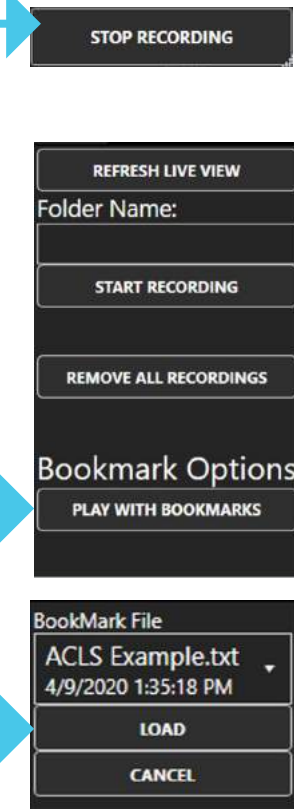 STOP RECORDING
REFRESH LIVE VIEW
Folder Name:
START RECORDING
REMOVE ALL RECORDINGS
Bookmark Options
PLAY WITH BOOKMARKS
BookMark File
ACLS Example.txt
4/9/2020 1:35:18 PM
LOAD
CANCEL